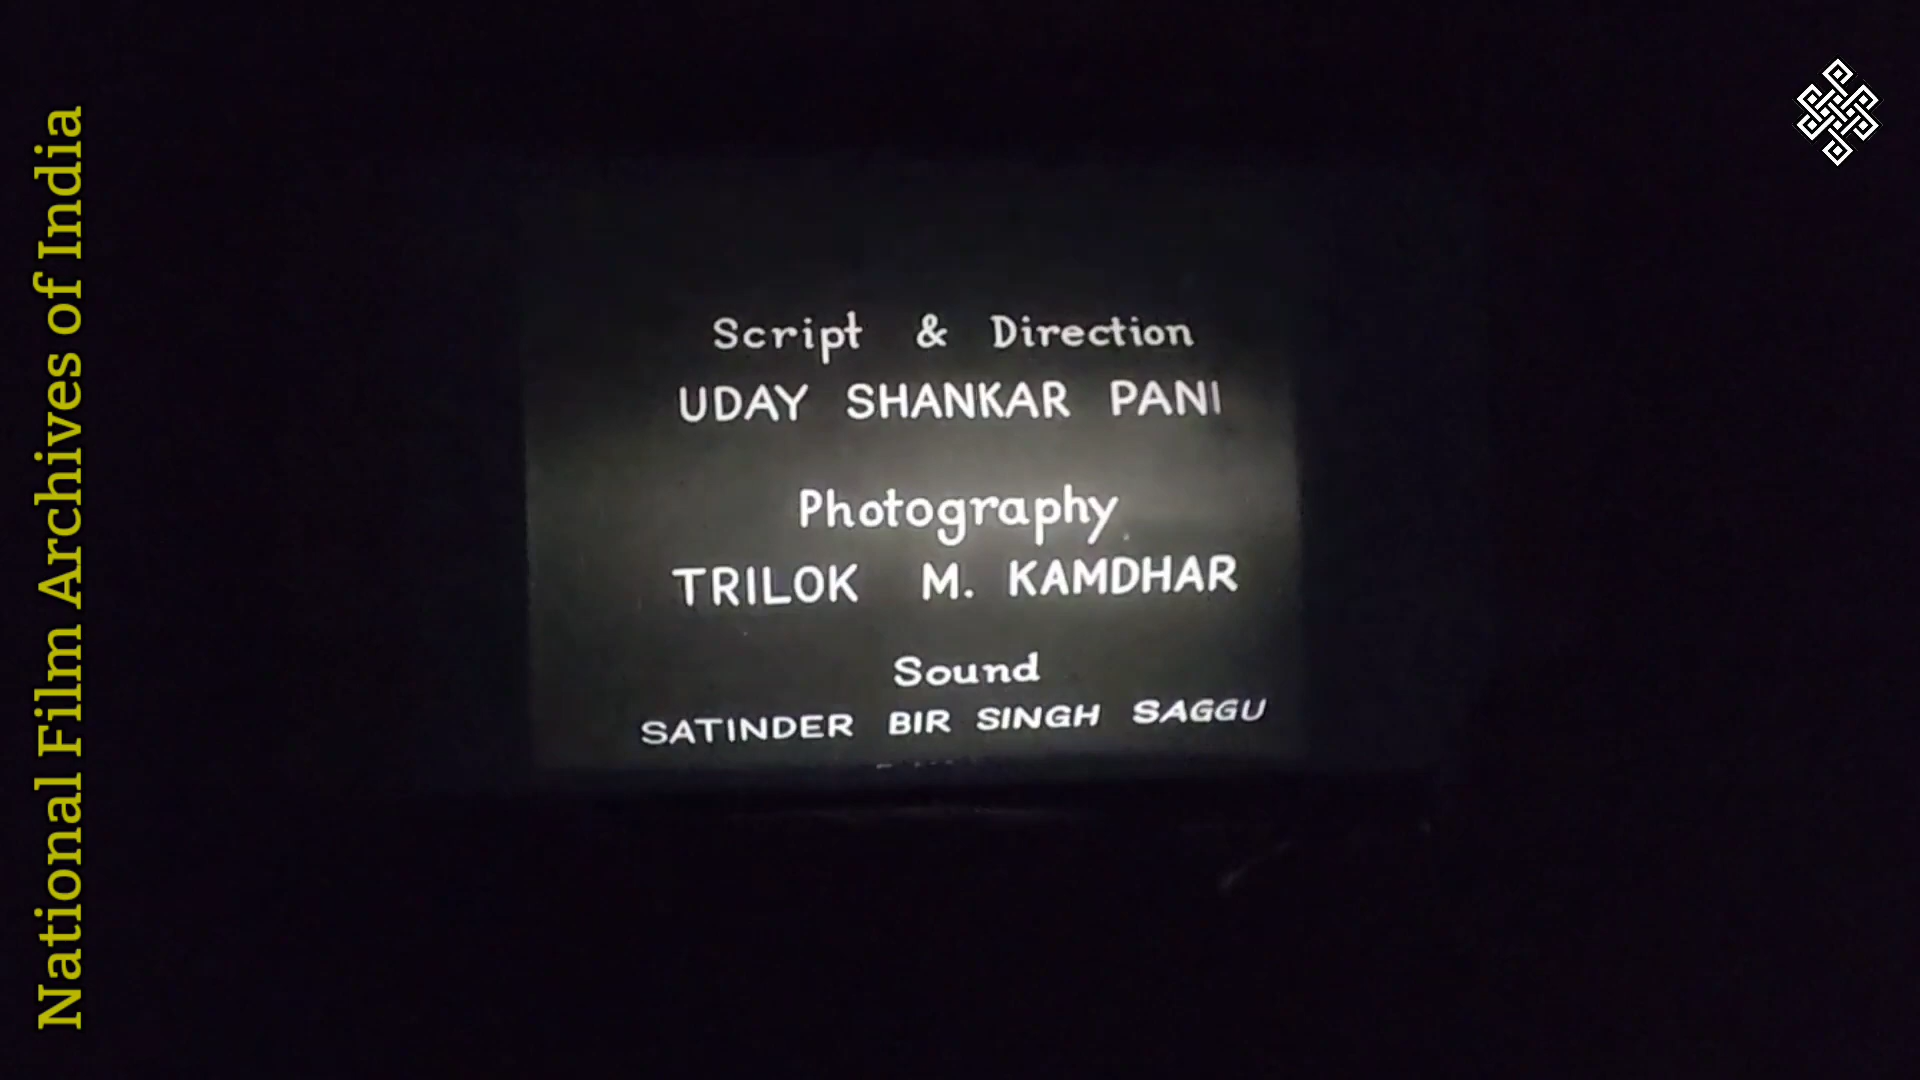 National Film Archives of India
Script & Direction
UDAY SHANKAR PANI
Photography
TRILOK M. KAMDHAR
Sound
SATINDER BIR SINGH SAGGU